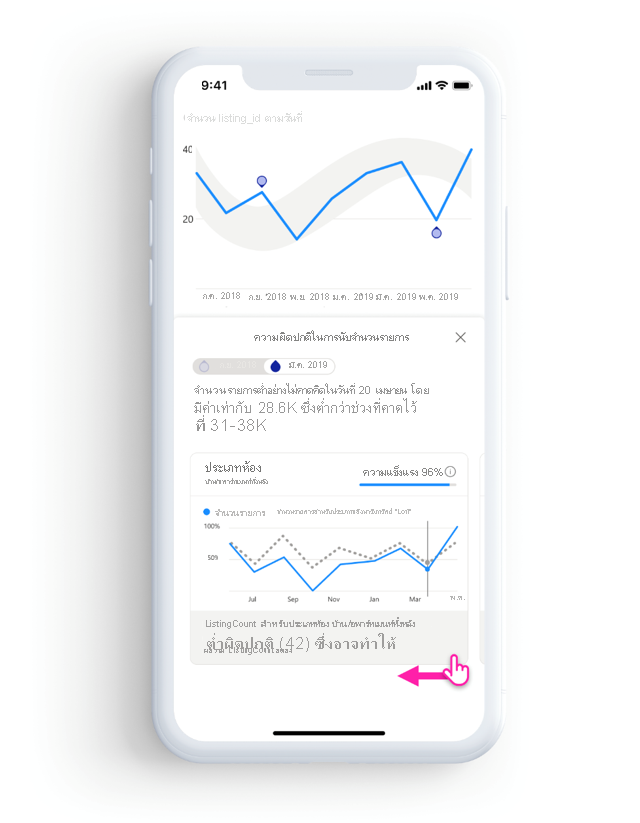 9:41
จำนวน listing_id ตามวันที่
40
20
ก.ค. 2018 ก.ย. 2018 พ.ย. 2018 ม.ค. 2019 มี.ค. 2019 พ.ค. 2019
ความผิดปกติในการนับจำนวนรายการ
มี.ค. 2019
จำนวนรายการต่ำอย่างไม่คาดคิดในวันที่ 20 เมษายน โดย
มีค่าเท่ากับ 28.6K ซึ่งต่ำกว่าช่วงที่คาดไว้
ที่ 31-38K
ประเภทห้อง
ความแข็งแรง 96%
จำนวนรายการ
100%
50%
Jul Sep Nov Jan Mar พ.ค.
ListingCount สำหรับประเภทห้อง บ้าน/อพาร์ทเมนท์ทั้งหลัง
ต่ำผิดปกติ (42) ซึ่งอาจทำให้